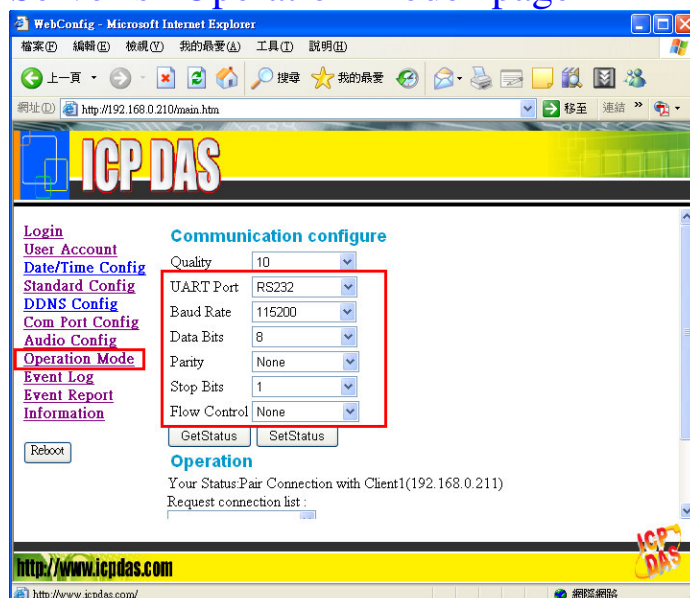 WebConfig - Microsoft Internet Explorer
檔案(F) 編輯(E) 檢視(V) 我的最愛(A) 工具(T) 說明(H)
上一頁 搜尋 我的最愛
網址(D) http://192.168.0.210/main.htm 移至 連結 »
ICP DAS
Login
User Account
Date/Time Config
Standard Config
DDNS Config
Com Port Config
Audio Config
Operation Mode
Event Log
Event Report
Information
Reboot
Communication configure
Quality 10
UART Port RS232
Baud Rate 115200
Data Bits 8
Parity None
Stop Bits 1
Flow Control None
GetStatus SetStatus
Operation
Your Status:Pair Connection with Client1(192.168.0.211)
Request connection list :
http://www.icpdas.com
ICP DAS
http://www.icpdas.com/ 網際網路